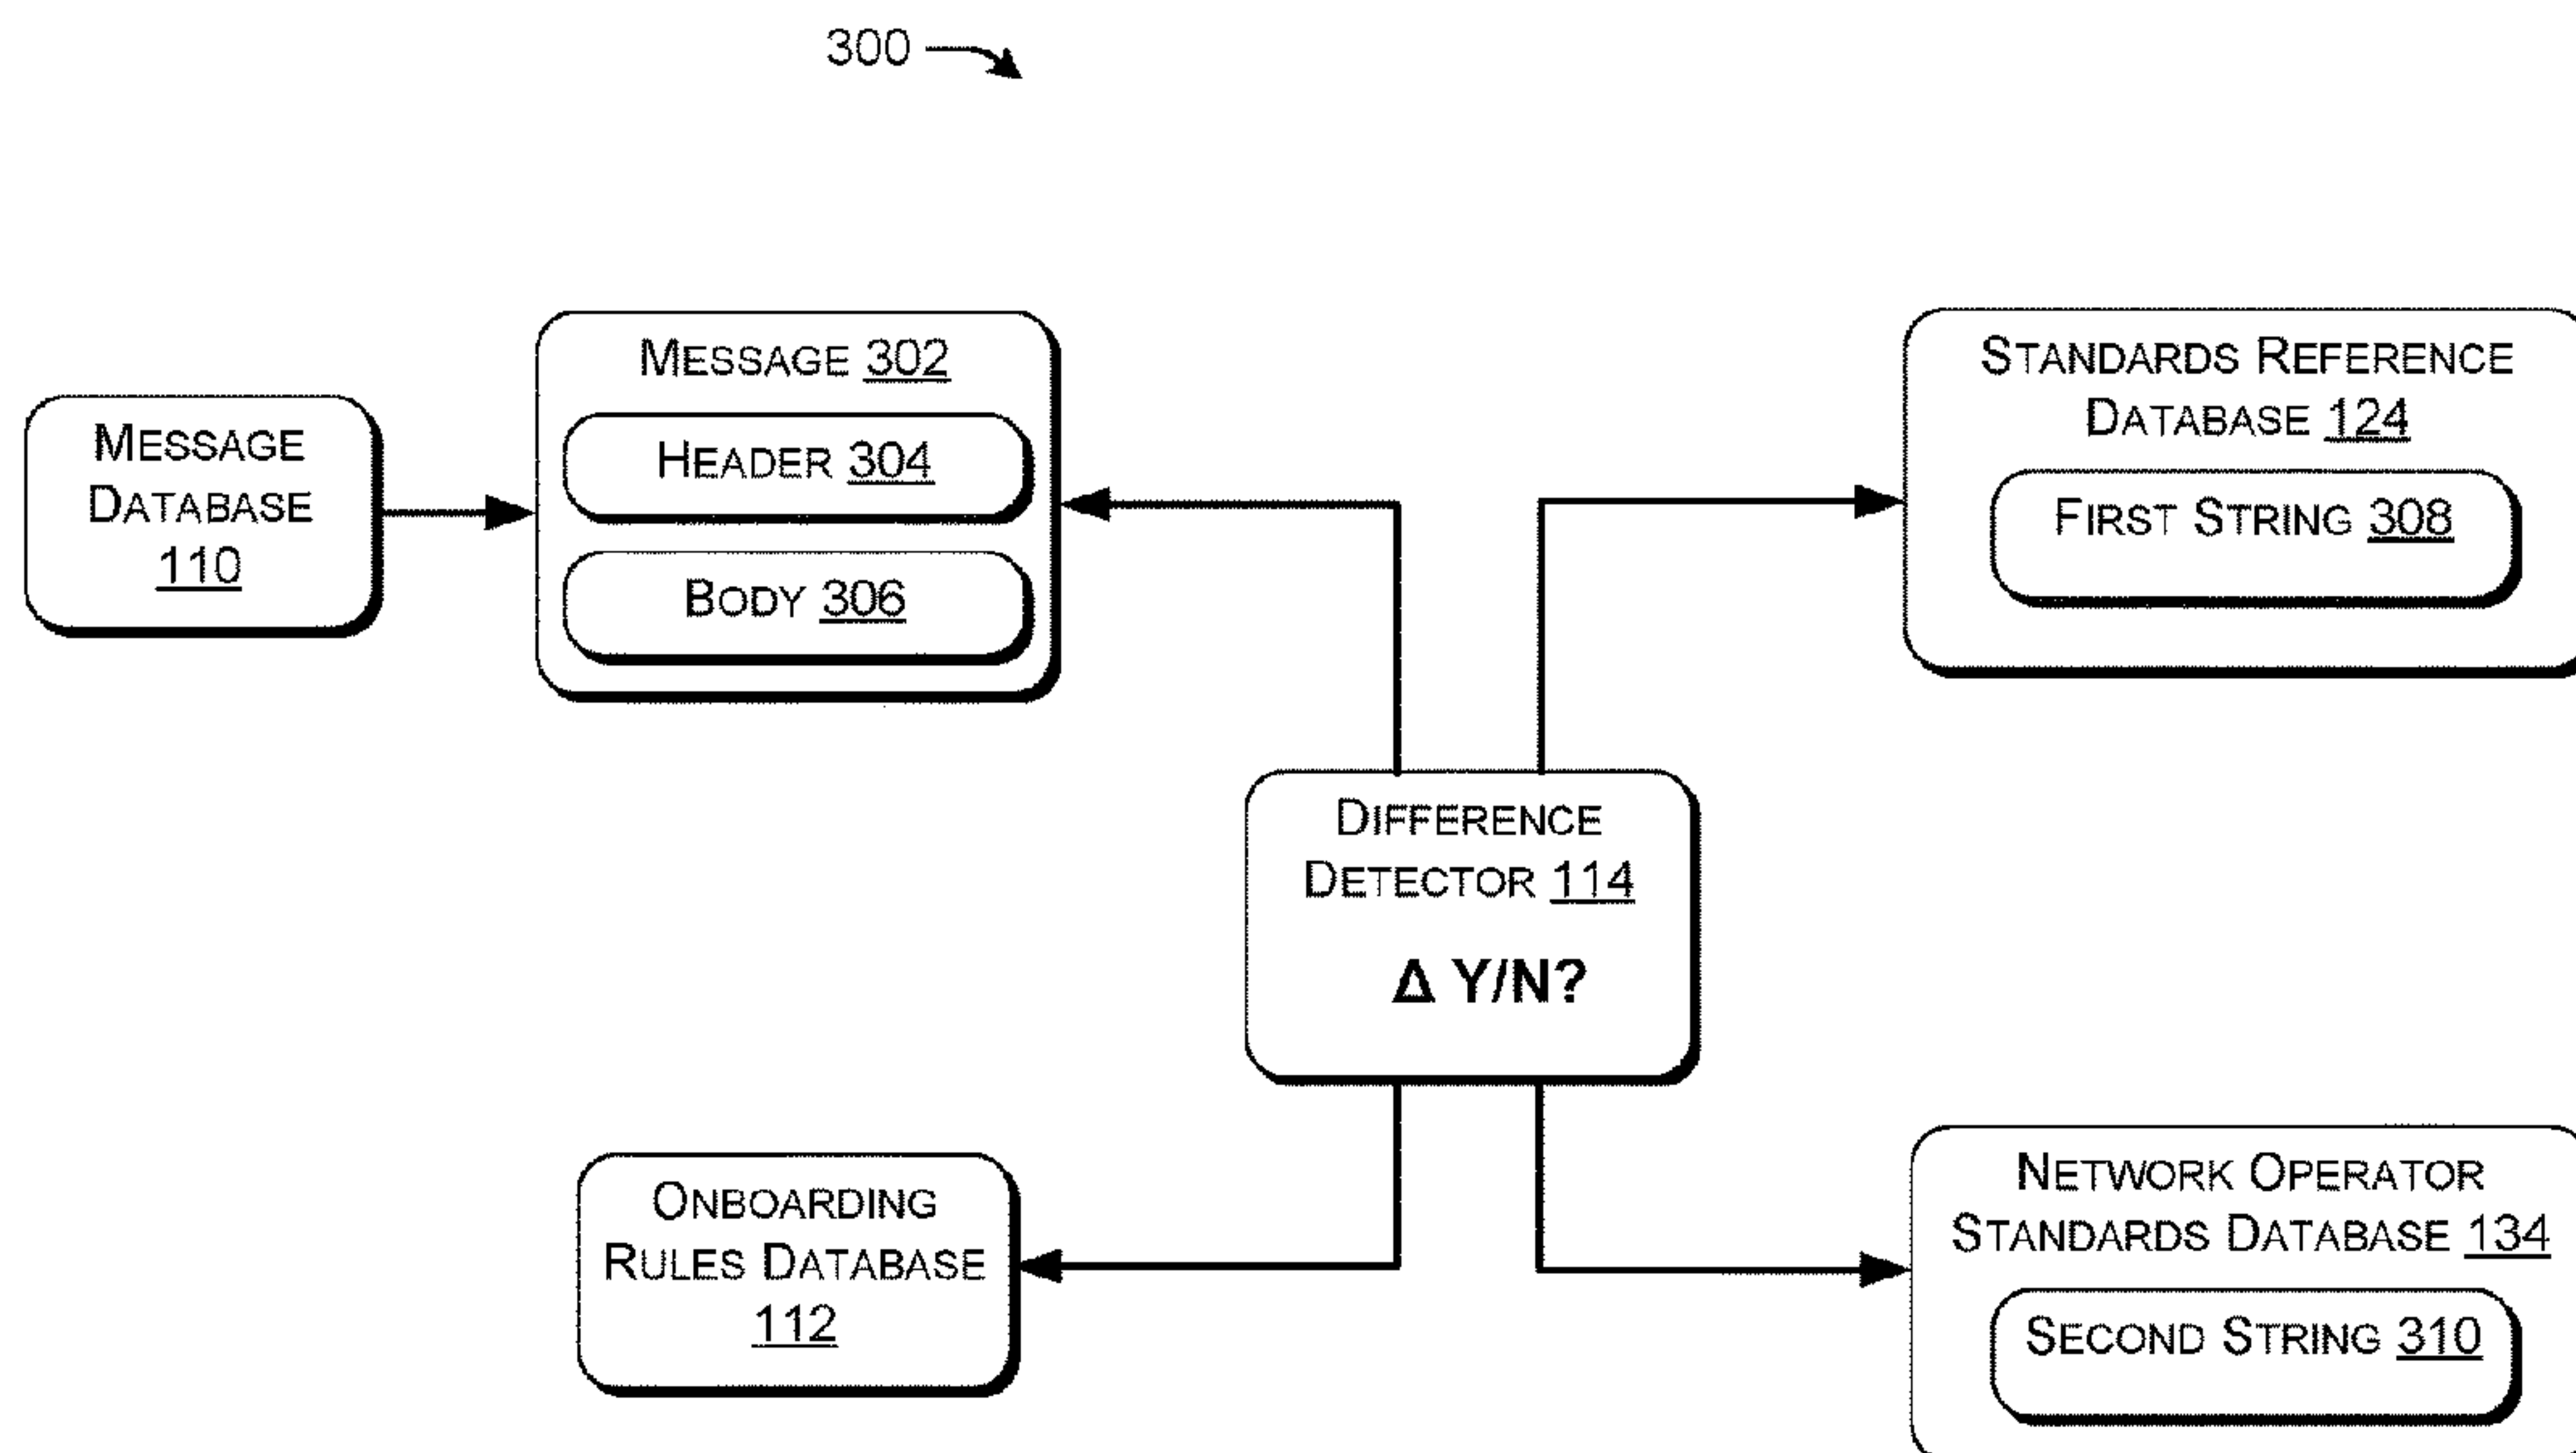 300
MESSAGE
DATABASE
110
MESSAGE 302
HEADER 304
BODY 306
STANDARDS REFERENCE
DATABASE 124
FIRST STRING 308
DIFFERENCE
DETECTOR 114
Δ Y/N?
ONBOARDING
RULES DATABASE
112
NETWORK OPERATOR
STANDARDS DATABASE 134
SECOND STRING 310